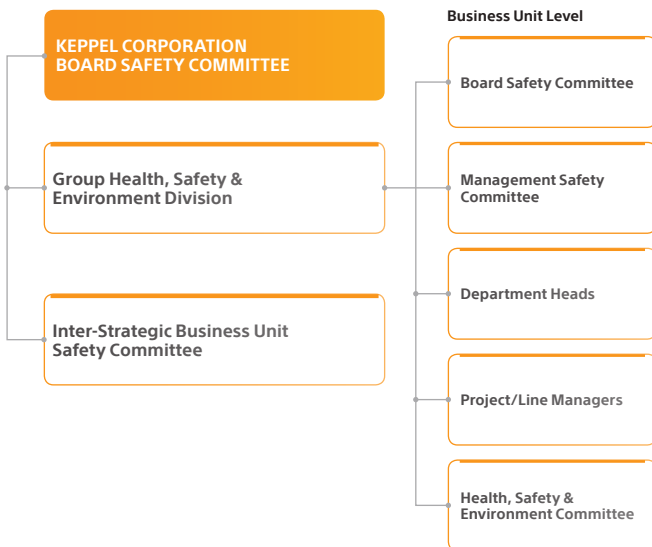 KEPPEL CORPORATION
BOARD SAFETY COMMITTEE
Group Health, Safety &
Environment Division
Inter-Strategic Business Unit
Safety Committee
Business Unit Level
Board Safety Committee
Management Safety
Committee
Department Heads
Project/Line Managers
Health, Safety &
Environment Committee